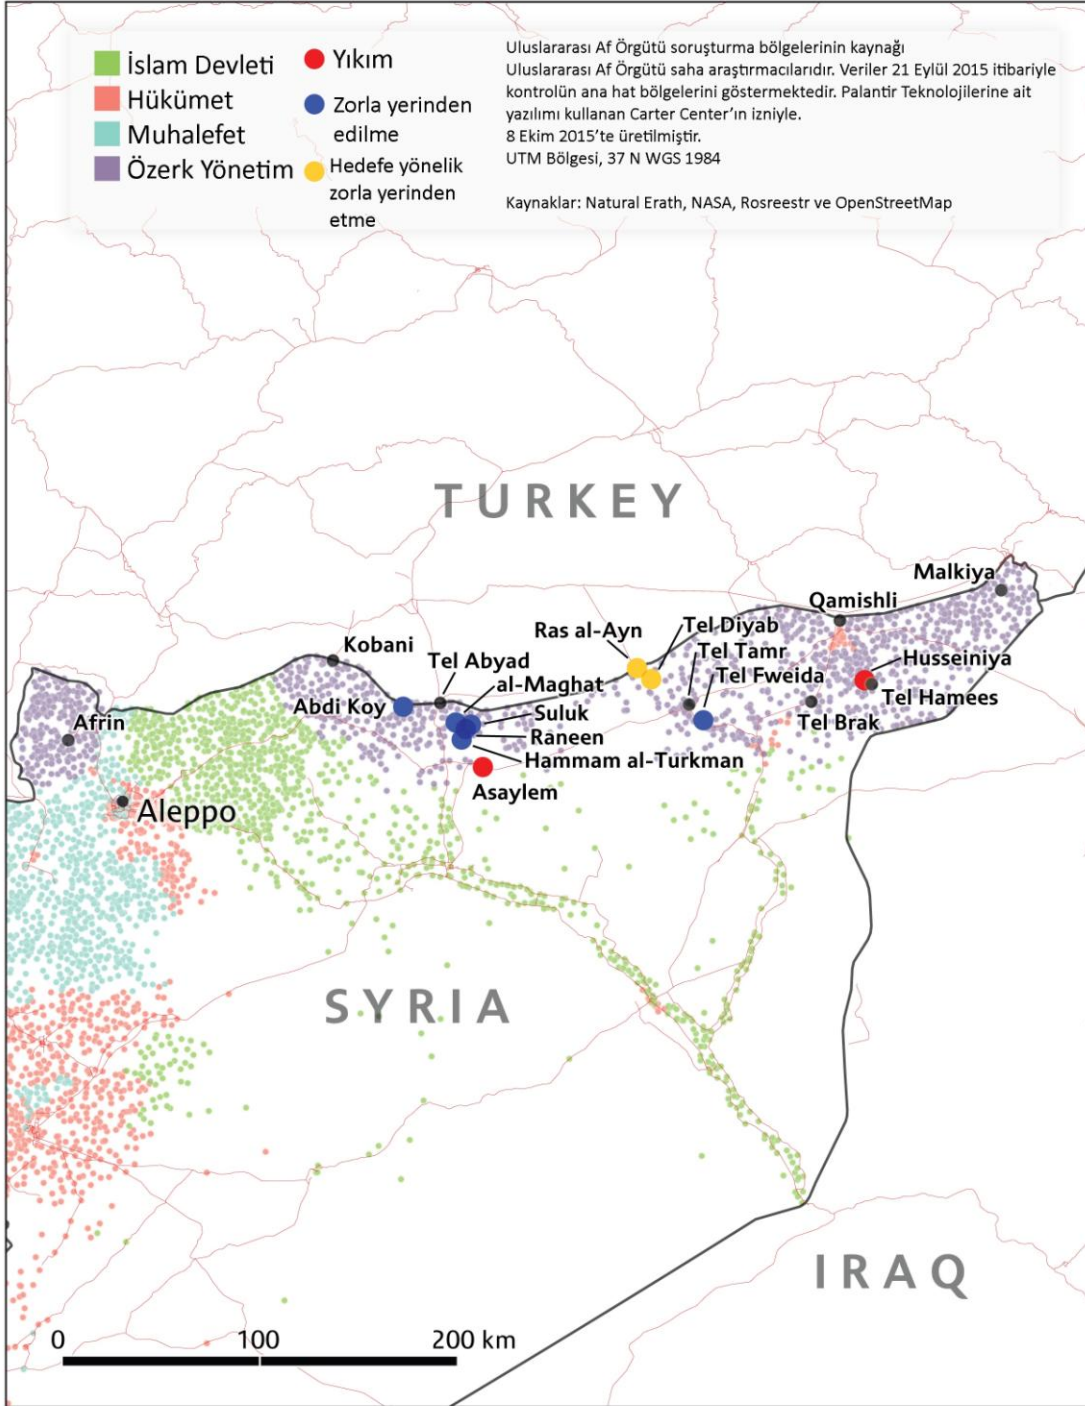 İslam Devleti
Hükümet
Muhalefet
Özerk Yönetim
Yıkım
Zorla yerinden
edilme
Hedefe yönelik
zorla yerinden
etme
Uluslararası Af Örgütü soruşturma bölgelerinin kaynağı
Uluslararası Af Örgütü saha araştırmacılarıdır. Veriler 21 Eylül 2015 itibariyle
kontrolün ana hat bölgelerini göstermektedir. Palantir Teknolojilerine ait
yazılımı kullanan Carter Center'ın izniyle.
8 Ekim 2015'te üretilmiştir.
UTM Bölgesi, 37 N WGS 1984
Kaynaklar: Natural Erath, NASA, Rosreestr ve OpenStreetMap
TURKEY
Malkiya
Qamishli
Ras al-Ayn
Tel Diyab
Kobani
Tel Tamr
Husseiniya
Tel Abyad
Tel Fweida
al-Maghat
Tel Hamees
Abdi Koy
Suluk
Afrin
Tel Brak
Raneen
Hammam al-Turkman
Asaylem
Aleppo
SYRIA
IRAQ
0 100 200 km